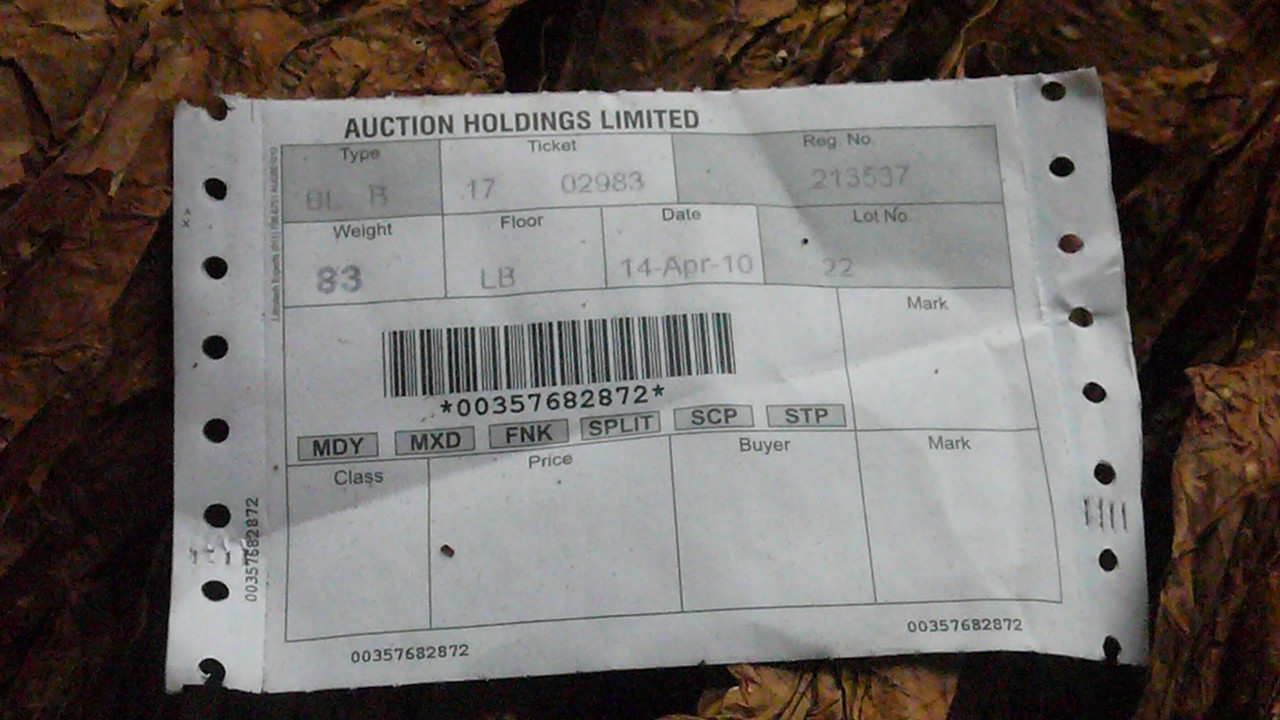 AUCTION HOLDINGS LIMITED
Type Ticket Reg. No.
BL B 17 02983 213537
Weight Floor Date Lot No.
83 LB 14-Apr-10 22
Mark
*00357682872*
MDY MXD FNK SPLIT SCP STP
Class Price Buyer Mark
00357682872
00357682872
00357682872